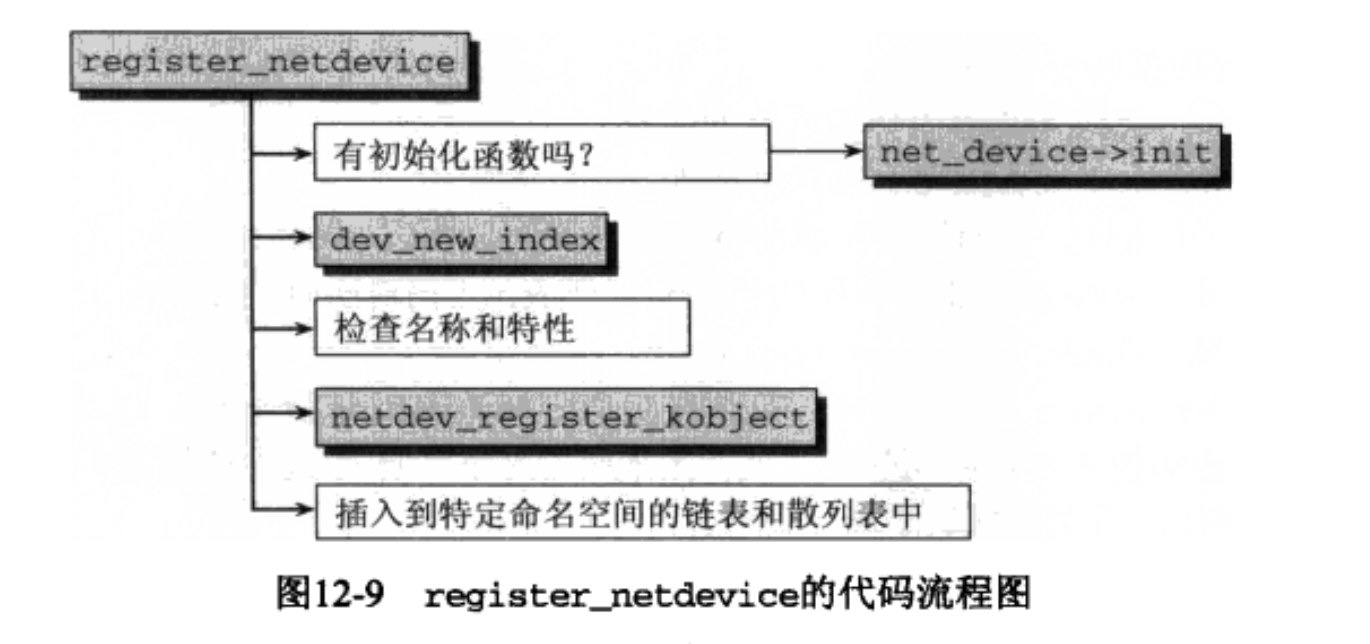 register_netdevice
有初始化函数吗？
net_device->init
dev_new_index
检查名称和特性
netdev_register_kobject
插入到特定命名空间的链表和散列表中
图12-9 register_netdevice的代码流程图